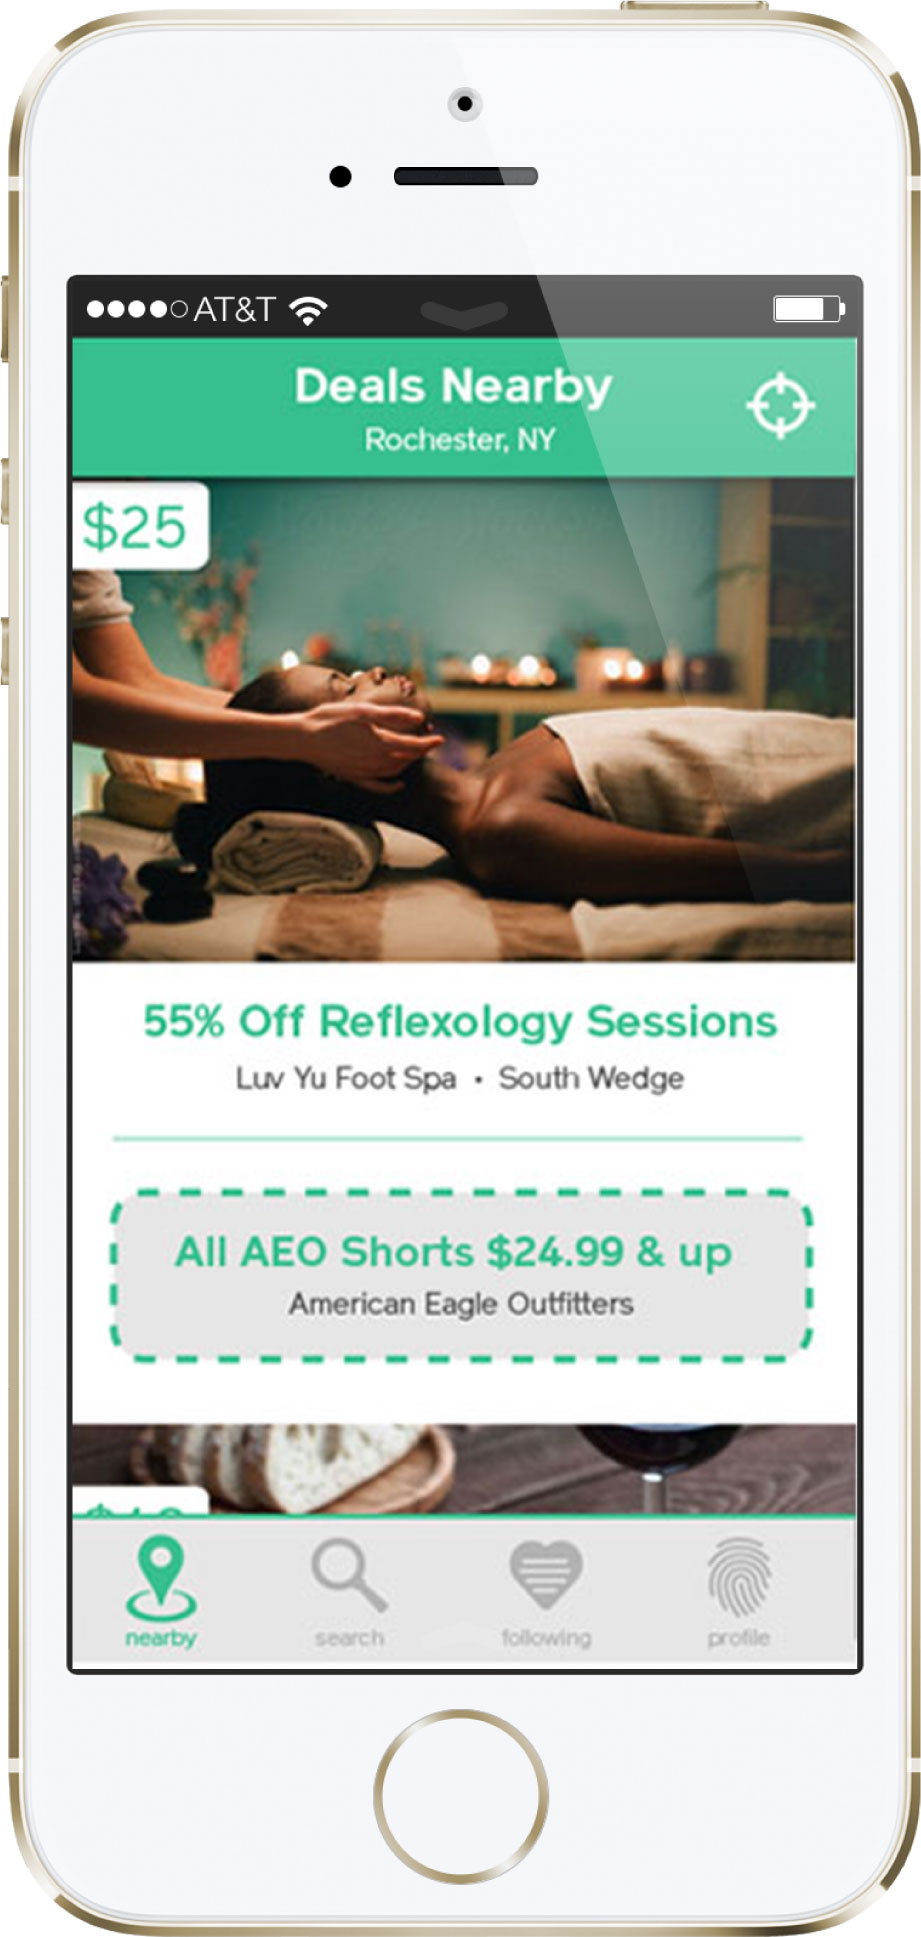 AT&T
Deals Nearby
Rochester, NY
$25
55% Off Reflexology Sessions
Luv Yu Foot Spa • South Wedge
All AEO Shorts $24.99 & up
American Eagle Outfitters
nearby
search
following
profile